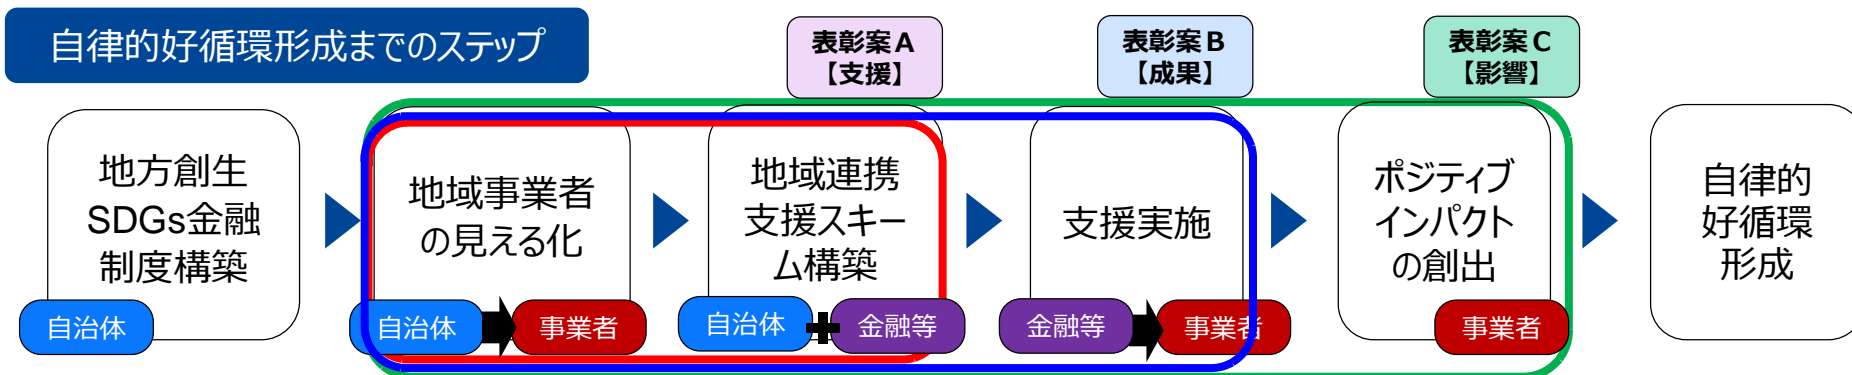 自律的好循環形成までのステップ
表彰案A
【支援】
表彰案B
【成果】
表彰案C
【影響】
地方創生
SDGs金融
制度構築
自治体
地域事業者
の見える化
自治体
事業者
地域連携
支援スキー
ム構築
自治体
金融等
支援実施
金融等
事業者
ポジティブ
インパクト
の創出
事業者
自律的
好循環
形成